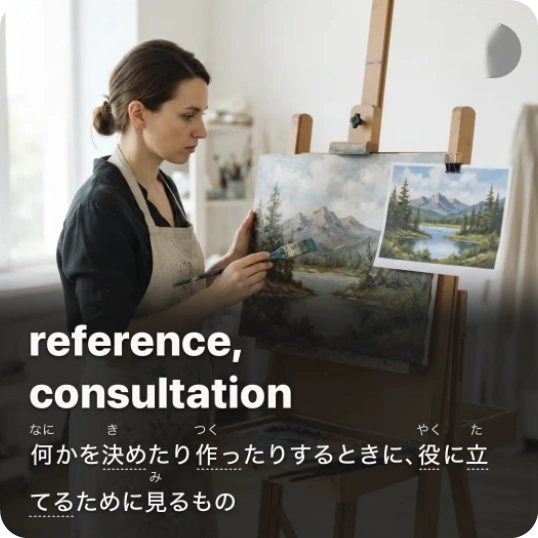 reference,
consultation
何かを決めたり作ったりするときに、役に立
てるために見るもの